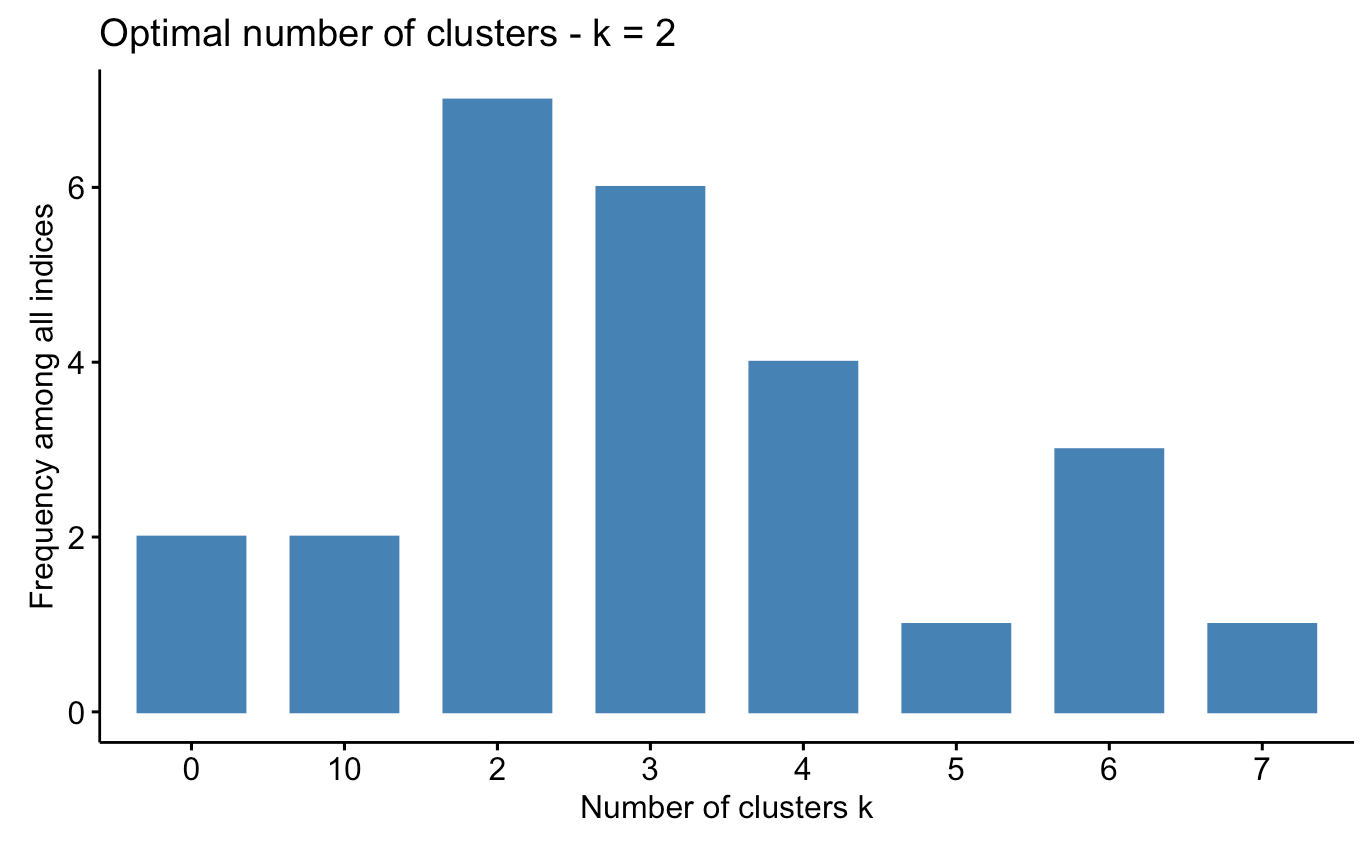 Optimal number of clusters - k = 2
Frequency among all indices
6
4
2
0
0 10 2 3 4 5 6 7
Number of clusters k